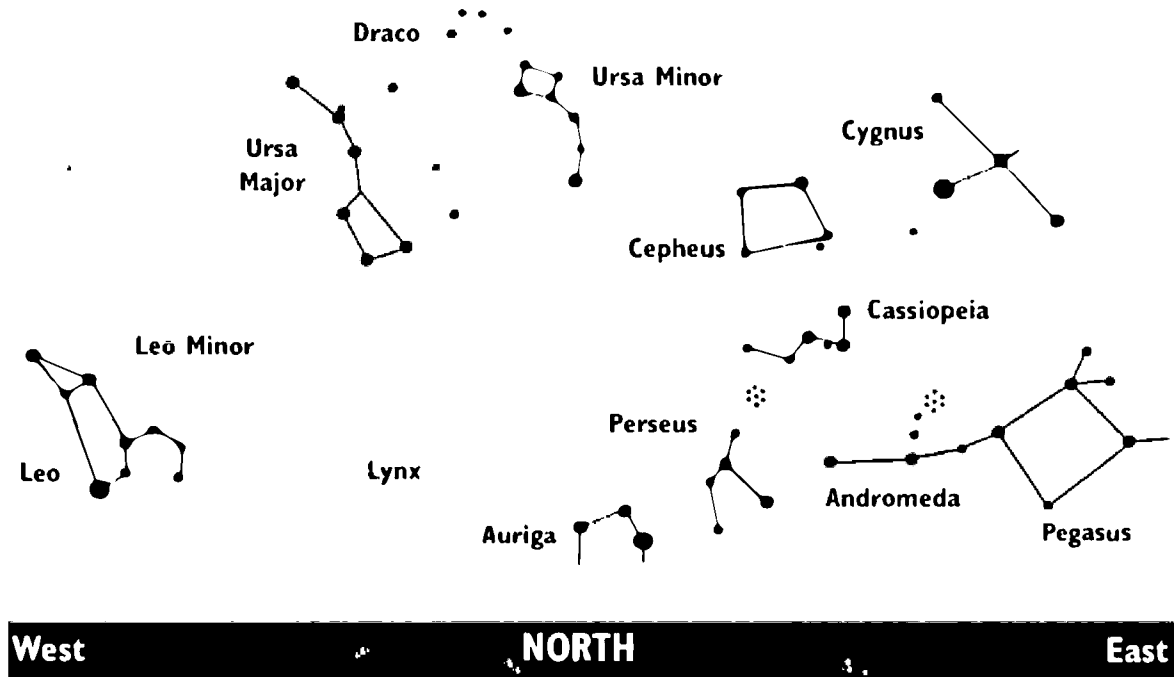 Draco
Ursa Minor
Cygnus
Ursa
Major
Cepheus
Cassiopeia
Leo Minor
Perseus
Leo
Lynx
Andromeda
Auriga
Pegasus
West
NORTH
East